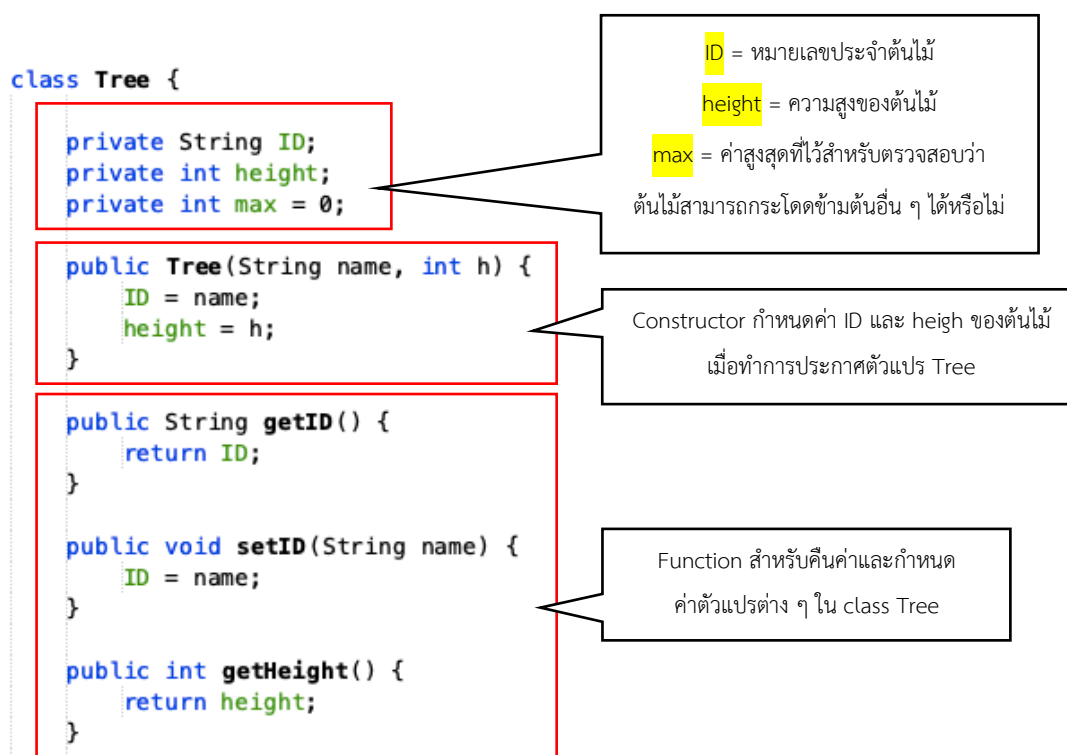 class Tree {
private String ID;
private int height;
private int max = 0;
ID = หมายเลขประจำต้นไม้
height = ความสูงของต้นไม้
max = ค่าสูงสุดที่ไว้สำหรับตรวจสอบว่า
ต้นไม้สามารถกระโดดข้ามต้นอื่น ๆ ได้หรือไม่
public Tree(String name, int h) {
ID = name;
height = h;
}
Constructor กำหนดค่า ID และ heigh ของต้นไม้
เมื่อทำการประกาศตัวแปร Tree
public String getID() {
return ID;
}
public void setID(String name) {
ID = name;
}
public int getHeight() {
return height;
}
Function สำหรับคืนค่าและกำหนด
ค่าตัวแปรต่าง ๆ ใน class Tree